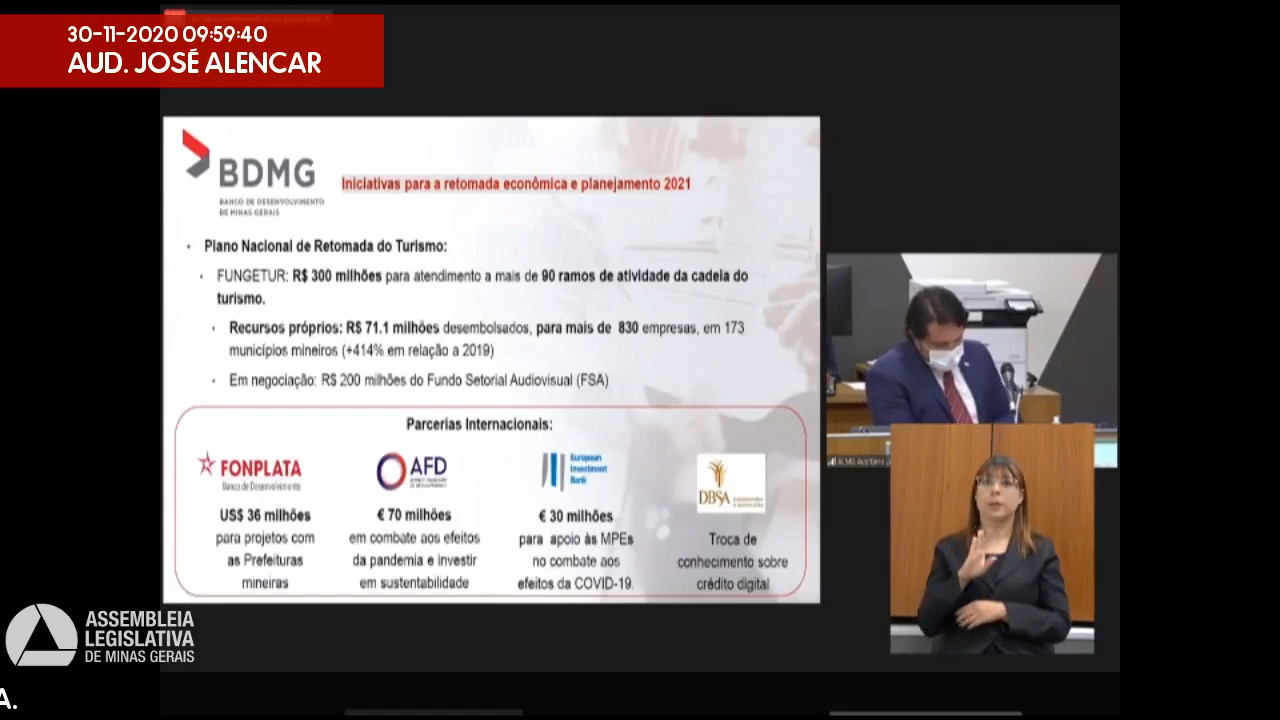 30-11-2020 09:59:40
AUD. JOSÉ ALENCAR
BDMG
BANCO DE DESENVOLVIMENTO
DE MINAS GERAIS
Iniciativas para a retomada econômica e planejamento 2021
• Plano Nacional de Retomada do Turismo:
• FUNGETUR: R$ 300 milhões para atendimento a mais de 90 ramos de atividade da cadeia do
turismo.
• Recursos próprios: R$ 71.1 milhões desembolsados, para mais de 830 empresas, em 173
municípios mineiros (+414% em relação a 2019)
• Em negociação: R$ 200 milhões do Fundo Setorial Audiovisual (FSA)
Parcerias Internacionais:
FONPLATA
Banco de Desenvolvimento
US$ 36 milhões
para projetos com
as Prefeituras
mineiras
AFD
€ 70 milhões
em combate aos efeitos
da pandemia e investir
em sustentabilidade
European
Investment
Bank
€ 30 milhões
para apoio às MPEs
no combate aos
efeitos da COVID-19.
DBSA
Troca de
conhecimento sobre
crédito digital
ALMG Auditório
ASSEMBLEIA
LEGISLATIVA
DE MINAS GERAIS
A.